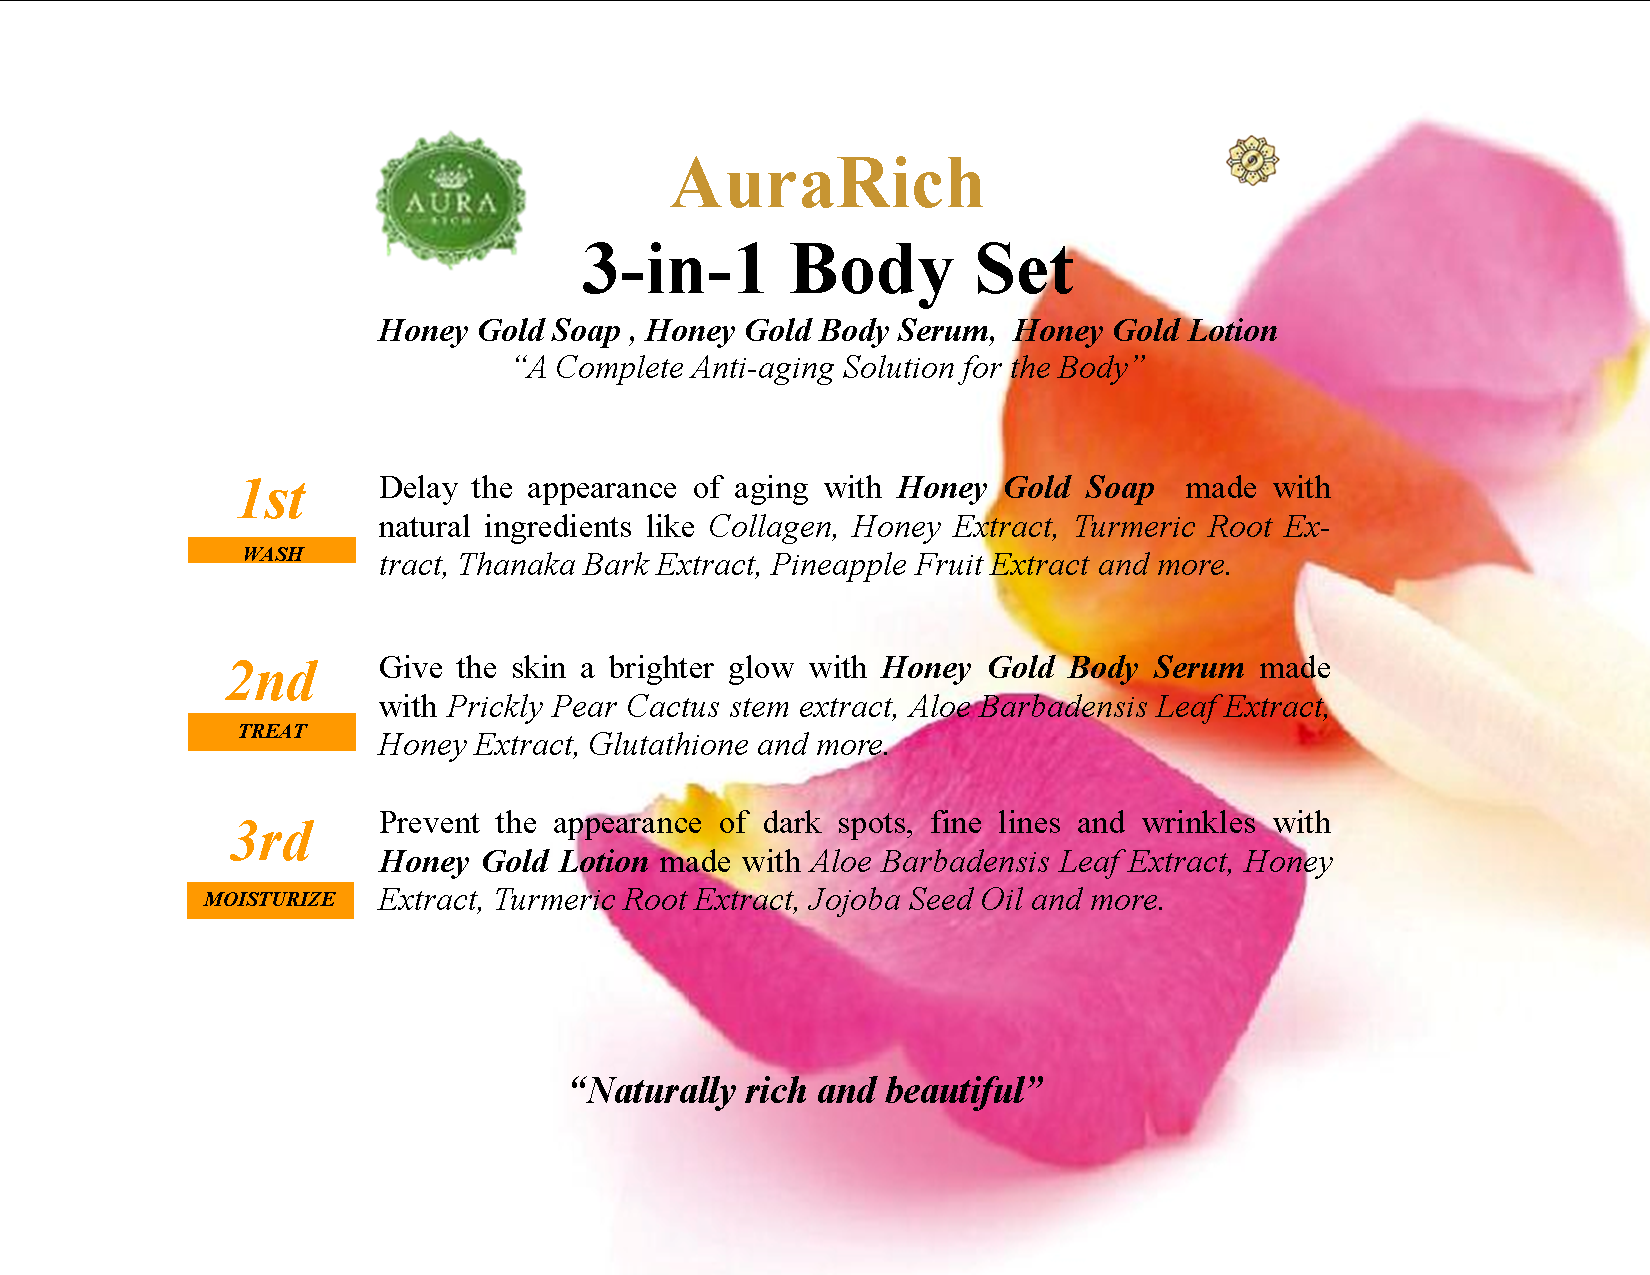 AURA
RICH
AuraRich
3-in-1 Body Set
Honey Gold Soap , Honey Gold Body Serum, Honey Gold Lotion
“A Complete Anti-aging Solution for the Body”
1st
WASH
Delay the appearance of aging with Honey Gold Soap made with
natural ingredients like Collagen, Honey Extract, Turmeric Root Ex-
tract, Thanaka Bark Extract, Pineapple Fruit Extract and more.
2nd
TREAT
Give the skin a brighter glow with Honey Gold Body Serum made
with Prickly Pear Cactus stem extract, Aloe Barbadensis Leaf Extract,
Honey Extract, Glutathione and more.
3rd
MOISTURIZE
Prevent the appearance of dark spots, fine lines and wrinkles with
Honey Gold Lotion made with Aloe Barbadensis Leaf Extract, Honey
Extract, Turmeric Root Extract, Jojoba Seed Oil and more.
“Naturally rich and beautiful”